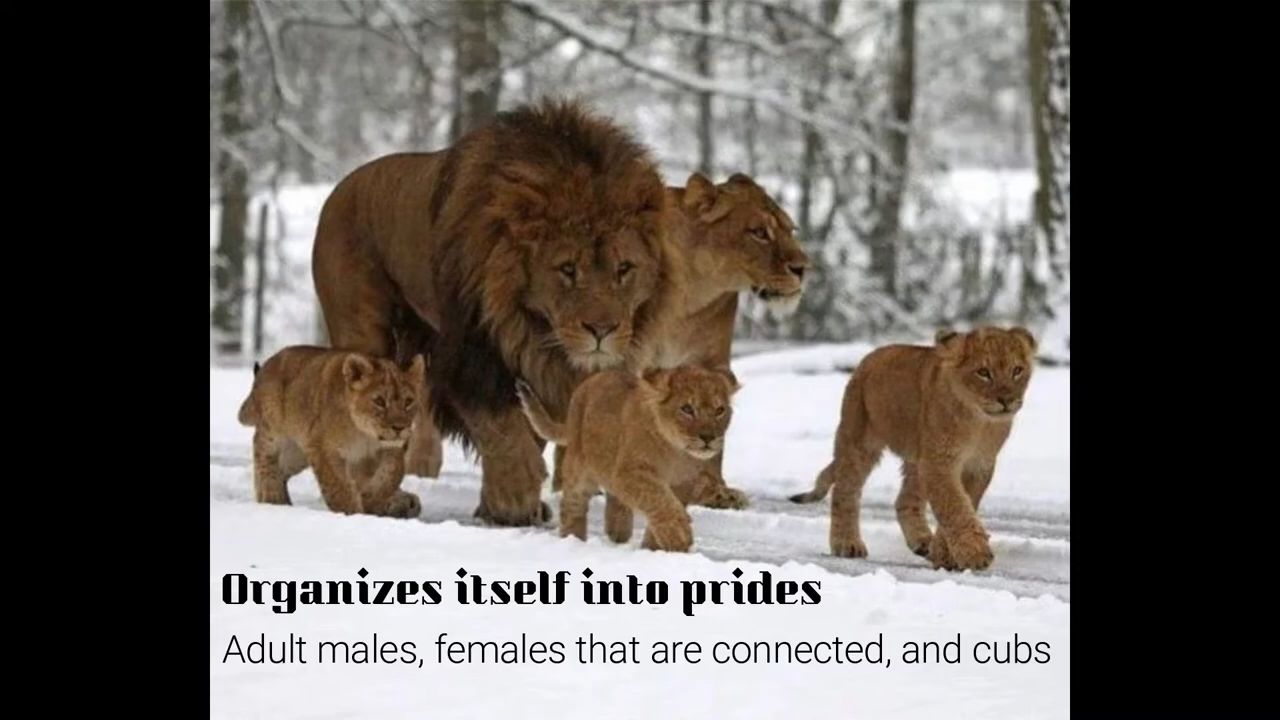 Organizes itself into prides
Adult males, females that are connected, and cubs